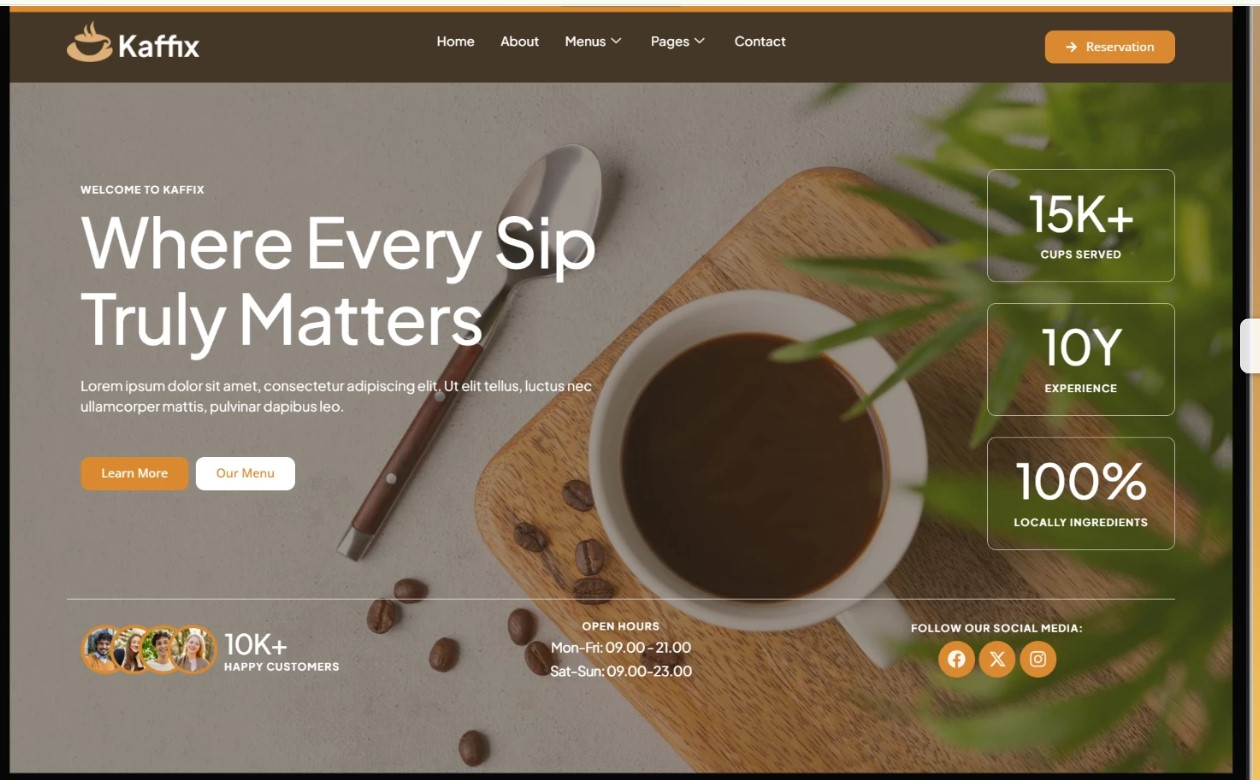 Kaffix
Home About Menus Pages Contact
Reservation
WELCOME TO KAFFIX
Where Every Sip
Truly Matters
Lorem ipsum dolor sit amet, consectetur adipiscing elit. Ut elit tellus, luctus nec
ullamcorper mattis, pulvinar dapibus leo.
Learn More
Our Menu
15K+
CUPS SERVED
10Y
EXPERIENCE
100%
LOCALLY INGREDIENTS
10K+
HAPPY CUSTOMERS
OPEN HOURS
Mon-Fri: 09.00 - 21.00
Sat-Sun: 09.00-23.00
FOLLOW OUR SOCIAL MEDIA: